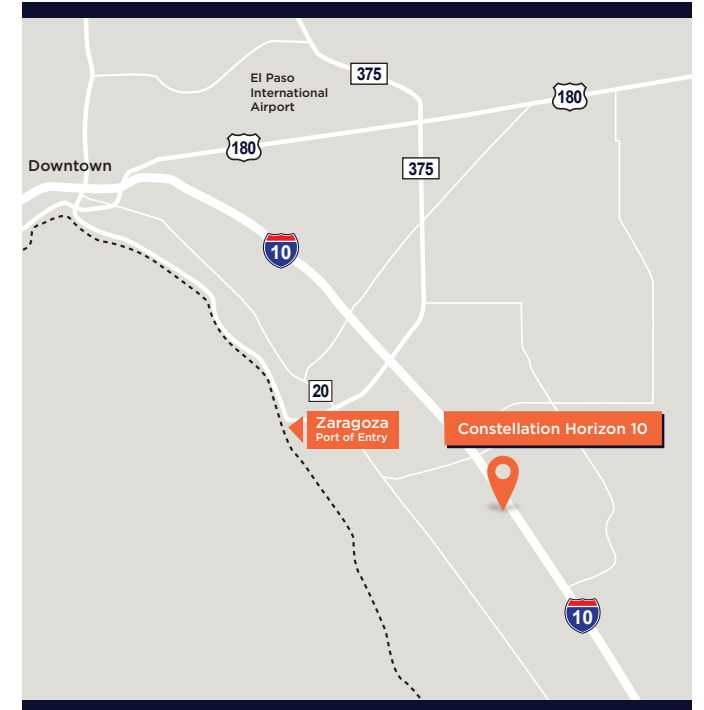 375
El Paso
International
Airport
180
180
375
Downtown
10
20
Zaragoza
Port of Entry
Constellation Horizon 10
10